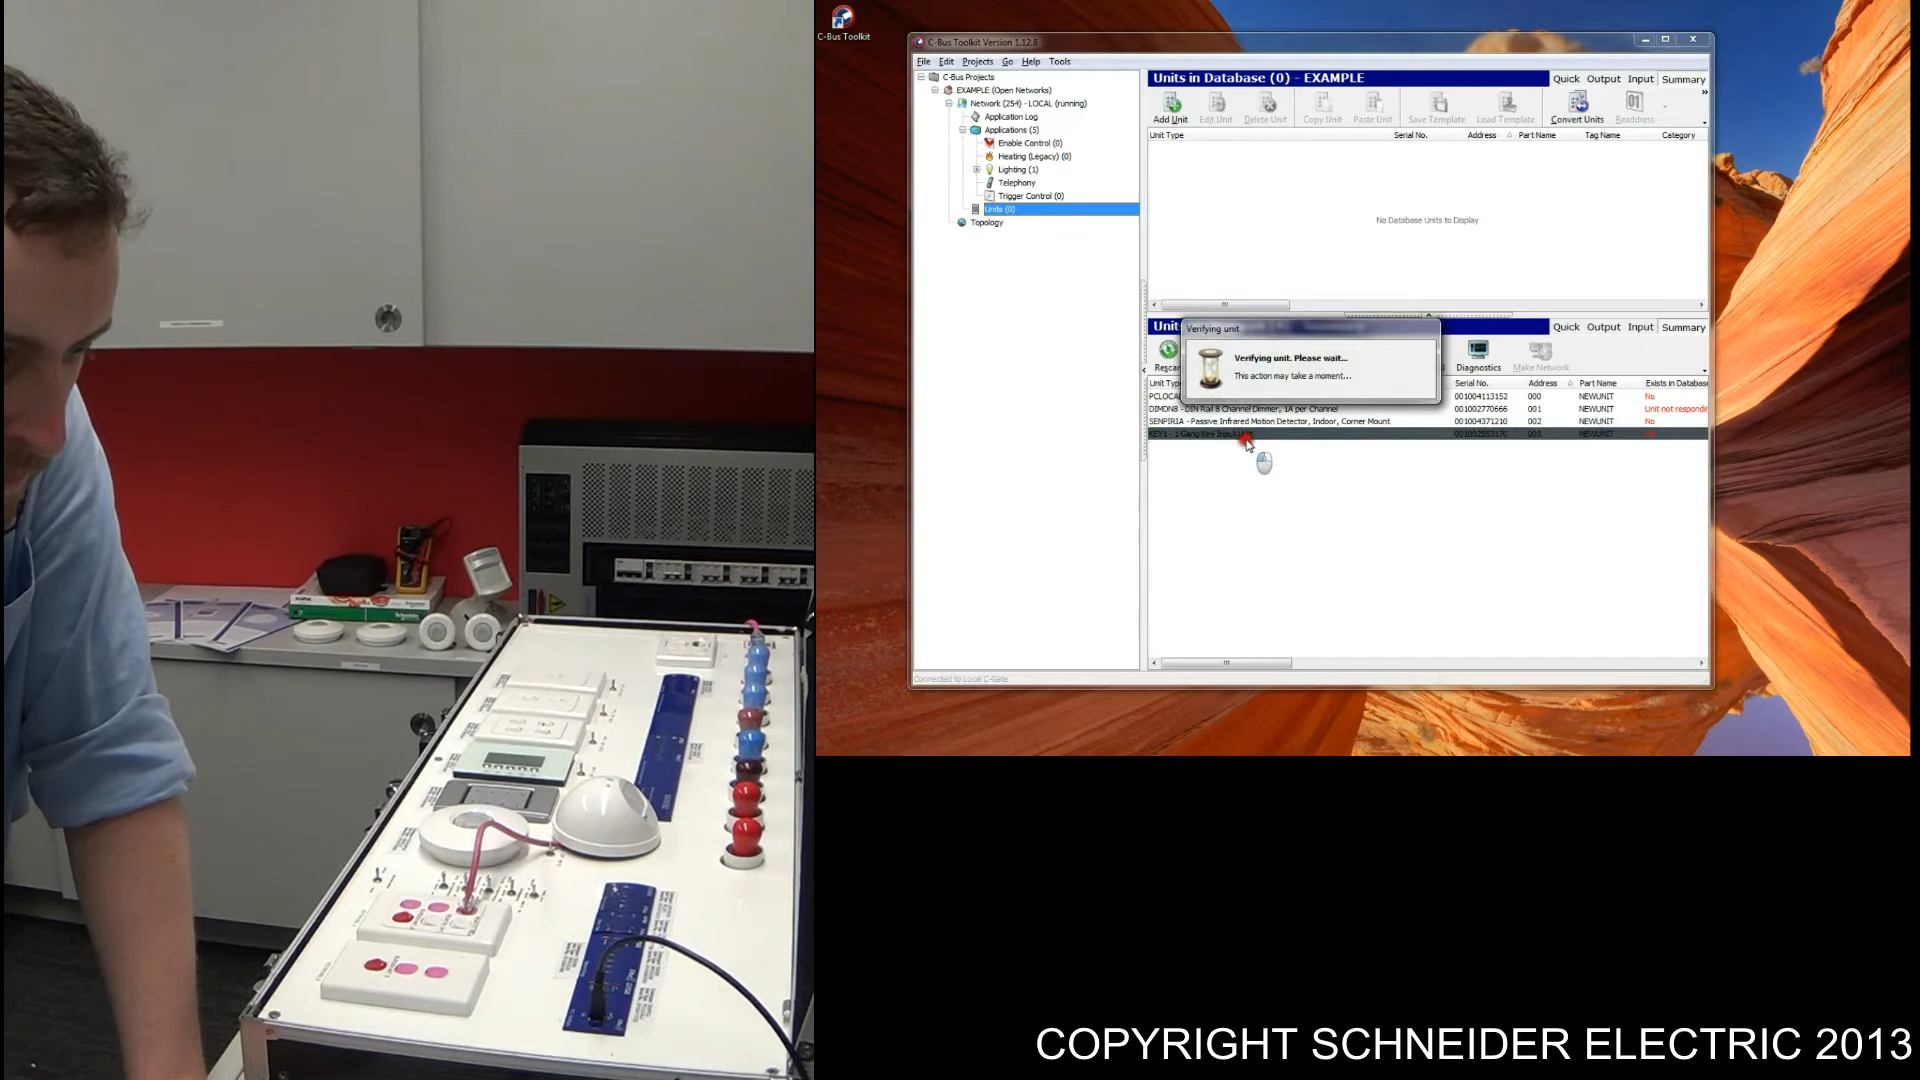 C-Bus Toolkit
C-Bus Toolkit Version 1.12.8
File Edit Projects Go Help Tools
C-Bus Projects
EXAMPLE (Open Networks)
Network (254) - LOCAL (running)
Application Log
Applications (5)
Enable Control (0)
Heating (Legacy) (0)
Lighting (1)
Telephony
Trigger Control (0)
Units (0)
Topology
Units in Database (0) - EXAMPLE
Quick Output Input Summary
Add Unit Edit Unit Delete Unit Copy Unit Paste Unit Save Template Load Template Convert Units Readdress
Unit Type Serial No. Address Part Name Tag Name Category
No Database Units to Display
Quick Output Input Summary
Verifying unit
Verifying unit. Please wait...
This action may take a moment...
Diagnostics Make Network
Serial No. Address Part Name Exists in Database
001004113152 000 NEWUNIT No
DIMDN8 - DIN Rail 8 Channel Dimmer, 1A per Channel 001002770666 001 NEWUNIT Unit not respondin
SENPIRIA - Passive Infrared Motion Detector, Indoor, Corner Mount 001004371210 002 NEWUNIT No
KEY1 - 1 Gang Key Input 003 NEWUNIT
Connected to Local C-Gate
COPYRIGHT SCHNEIDER ELECTRIC 2013